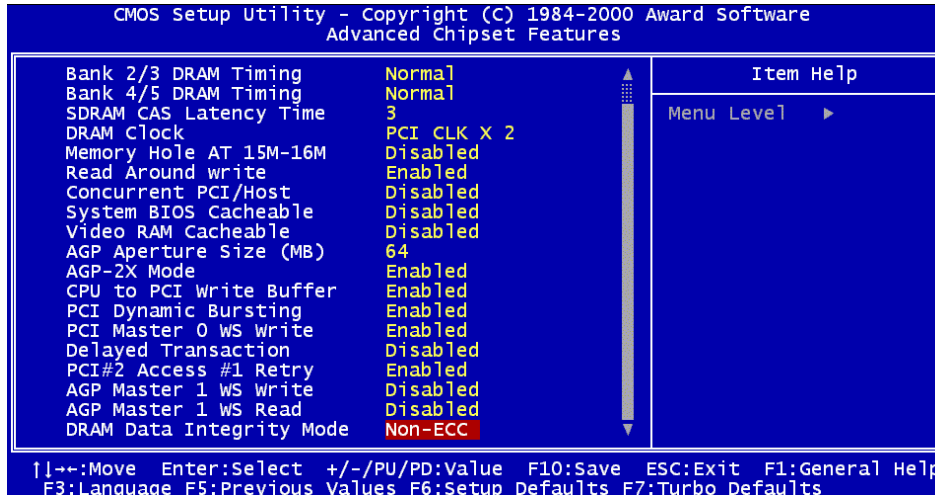 CMOS Setup Utility – Copyright (C) 1984-2000 Award Software
Advanced Chipset Features
Bank 2/3 DRAM Timing Normal
Bank 4/5 DRAM Timing Normal
SDRAM CAS Latency Time 3
DRAM Clock PCI CLK X 2
Memory Hole AT 15M-16M Disabled
Read Around write Enabled
Concurrent PCI/Host Disabled
System BIOS Cacheable Disabled
Video RAM Cacheable Disabled
AGP Aperture Size (MB) 64
AGP-2X Mode Enabled
CPU to PCI Write Buffer Enabled
PCI Dynamic Bursting Enabled
PCI Master 0 WS Write Enabled
Delayed Transaction Disabled
PCI#2 Access #1 Retry Enabled
AGP Master 1 WS Write Disabled
AGP Master 1 WS Read Disabled
DRAM Data Integrity Mode Non-ECC
Item Help
Menu Level ►
↑↓→←:Move Enter:Select +/-/PU/PD:Value F10:Save ESC:Exit F1:General Help
F3:Language F5:Previous Values F6:Setup Defaults F7:Turbo Defaults